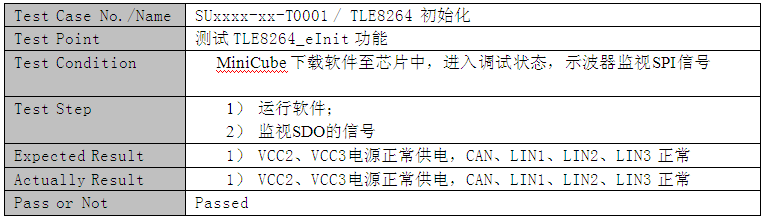 Test Case No./Name SUxxxx-xx-T0001 / TLE8264 初始化
Test Point 测试 TLE8264_eInit 功能
Test Condition MiniCube 下载软件至芯片中，进入调试状态，示波器监视SPI信号
Test Step 1） 运行软件；
2） 监视SDO的信号
Expected Result 1） VCC2、VCC3电源正常供电，CAN、LIN1、LIN2、LIN3 正常
Actually Result 1） VCC2、VCC3电源正常供电，CAN、LIN1、LIN2、LIN3 正常
Pass or Not Passed